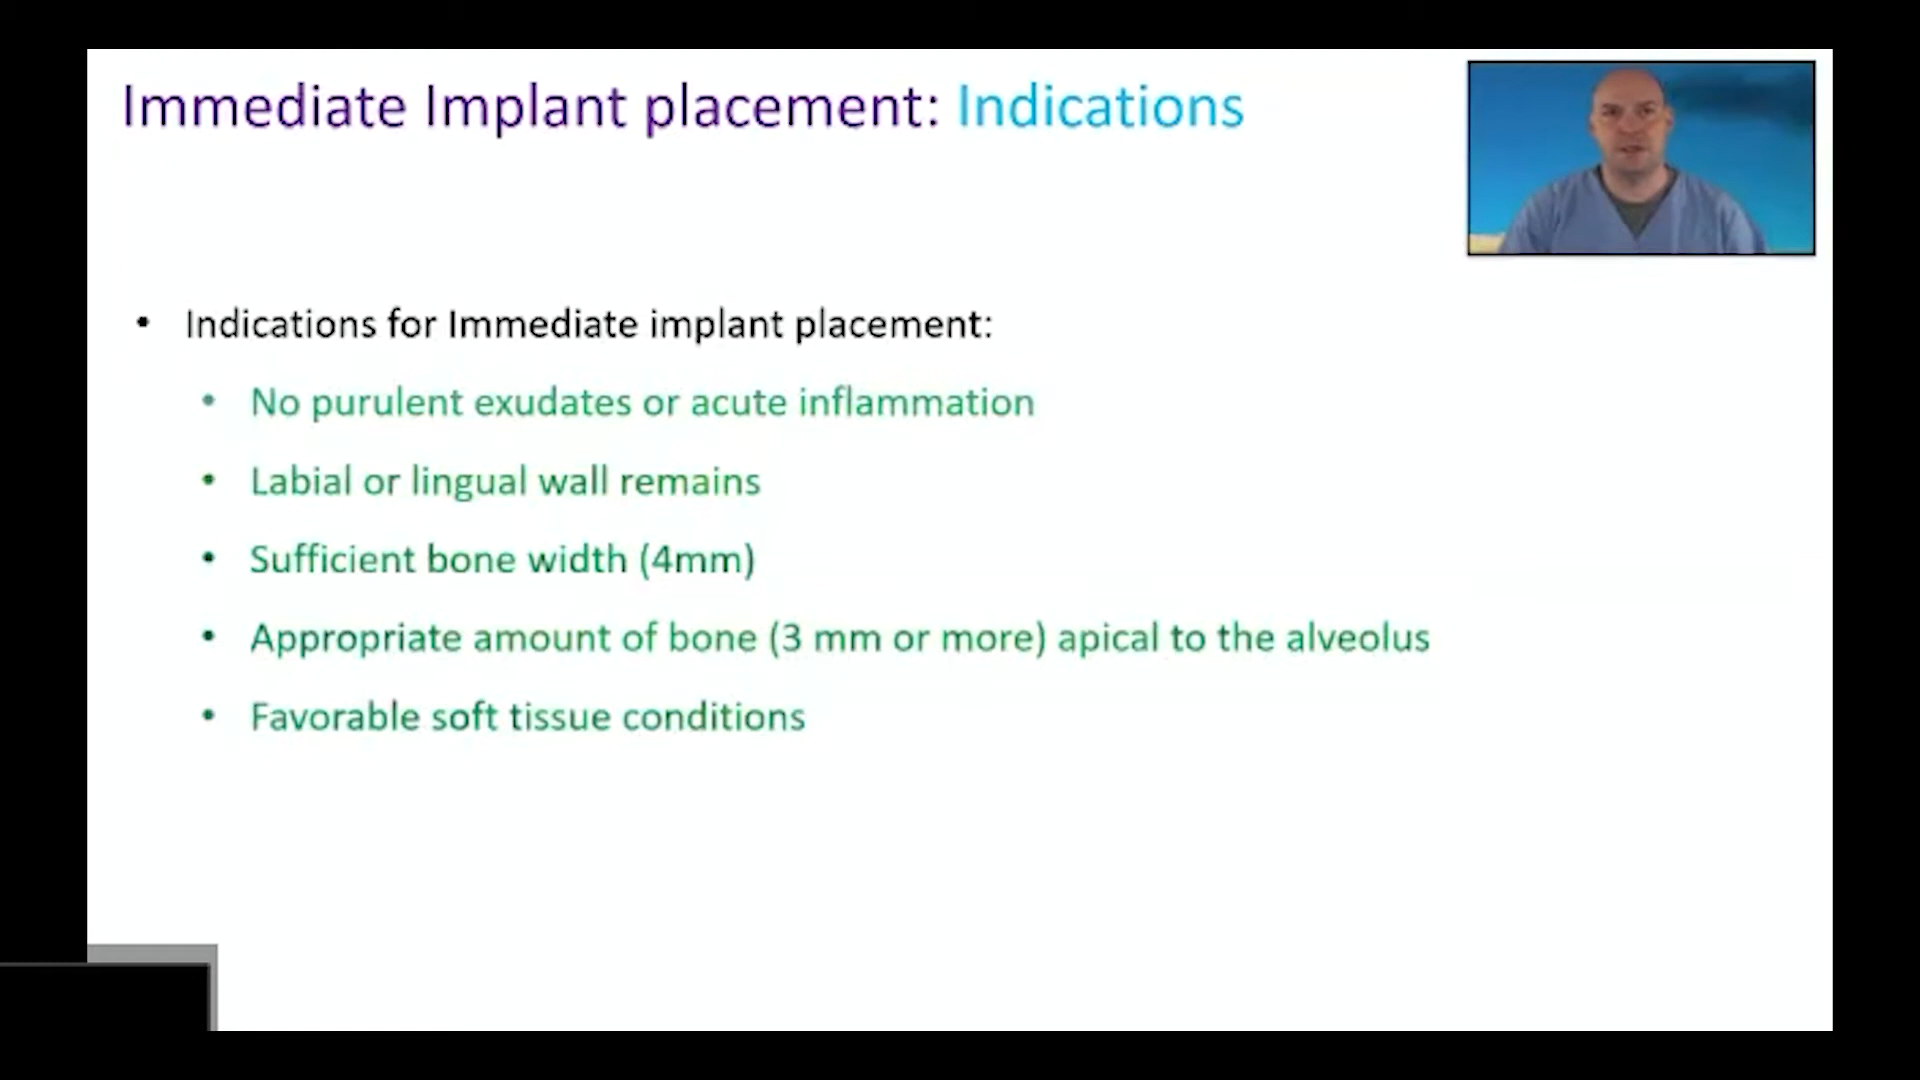 Immediate Implant placement: Indications
• Indications for Immediate implant placement:
• No purulent exudates or acute inflammation
• Labial or lingual wall remains
• Sufficient bone width (4mm)
• Appropriate amount of bone (3 mm or more) apical to the alveolus
• Favorable soft tissue conditions